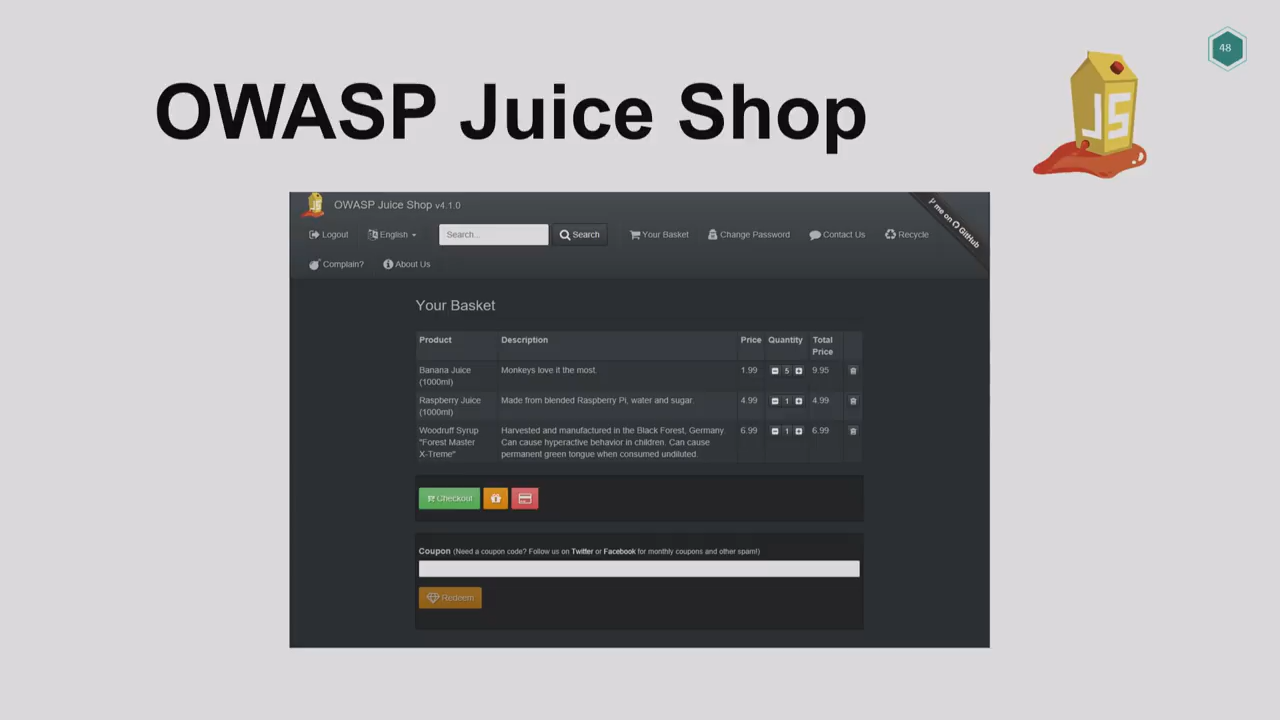 48
OWASP Juice Shop
JS
OWASP Juice Shop v4.1.0
Logout English Search... Search Your Basket Change Password Contact Us Recycle
Fork me on GitHub
Complain? About Us
Your Basket
Product Description Price Quantity Total Price
Banana Juice (1000ml) Monkeys love it the most. 1.99 5 9.95
Raspberry Juice (1000ml) Made from blended Raspberry Pi, water and sugar. 4.99 1 4.99
Woodruff Syrup Harvested and manufactured in the Black Forest, Germany. 6.99 1 6.99
"Forest Master Can cause hyperactive behavior in children. Can cause
X-Treme" permanent green tongue when consumed undiluted.
Checkout
Coupon (Need a coupon code? Follow us on Twitter or Facebook for monthly coupons and other spam!)
Redeem